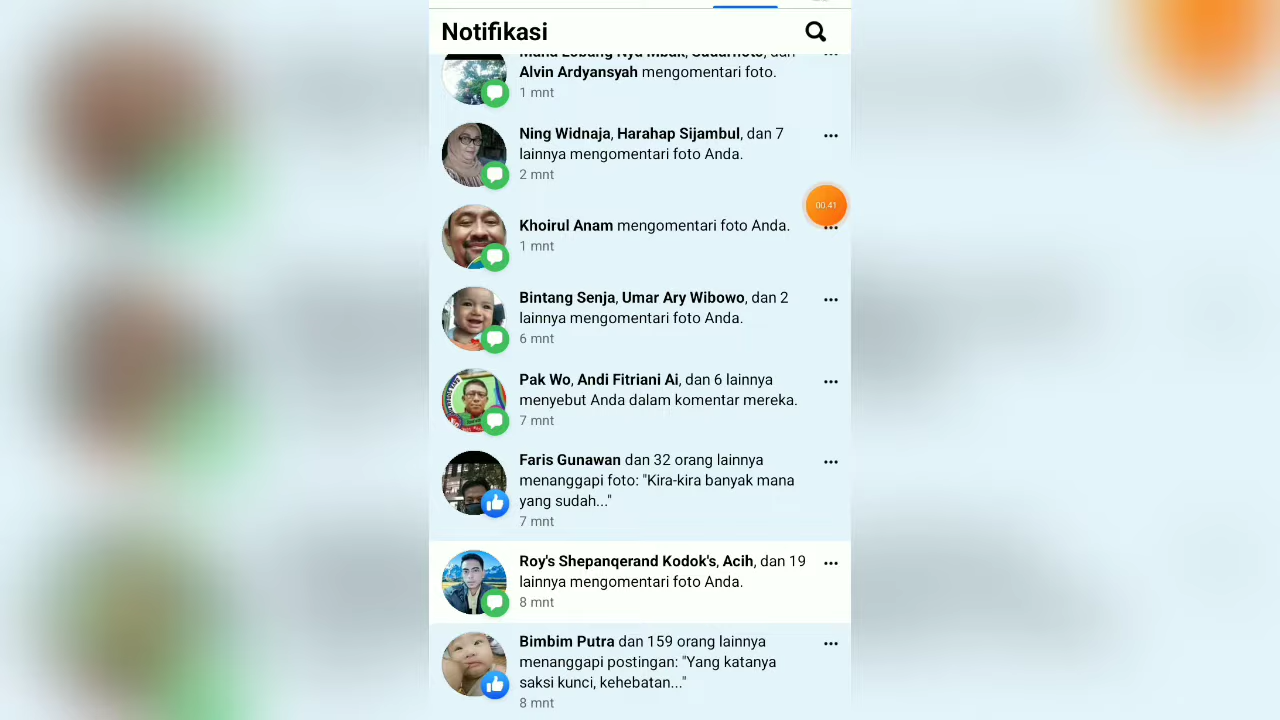 Notifikasi
Alvin Ardyansyah mengomentari foto.
1 mnt
Ning Widnaja, Harahap Sijambul, dan 7
lainnya mengomentari foto Anda.
2 mnt
00.41
Khoirul Anam mengomentari foto Anda.
1 mnt
Bintang Senja, Umar Ary Wibowo, dan 2
lainnya mengomentari foto Anda.
6 mnt
Pak Wo, Andi Fitriani Ai, dan 6 lainnya
menyebut Anda dalam komentar mereka.
7 mnt
Faris Gunawan dan 32 orang lainnya
menanggapi foto: "Kira-kira banyak mana
yang sudah..."
7 mnt
Roy's Shepanqerand Kodok's, Acih, dan 19
lainnya mengomentari foto Anda.
8 mnt
Bimbim Putra dan 159 orang lainnya
menanggapi postingan: "Yang katanya
saksi kunci, kehebatan..."
8 mnt